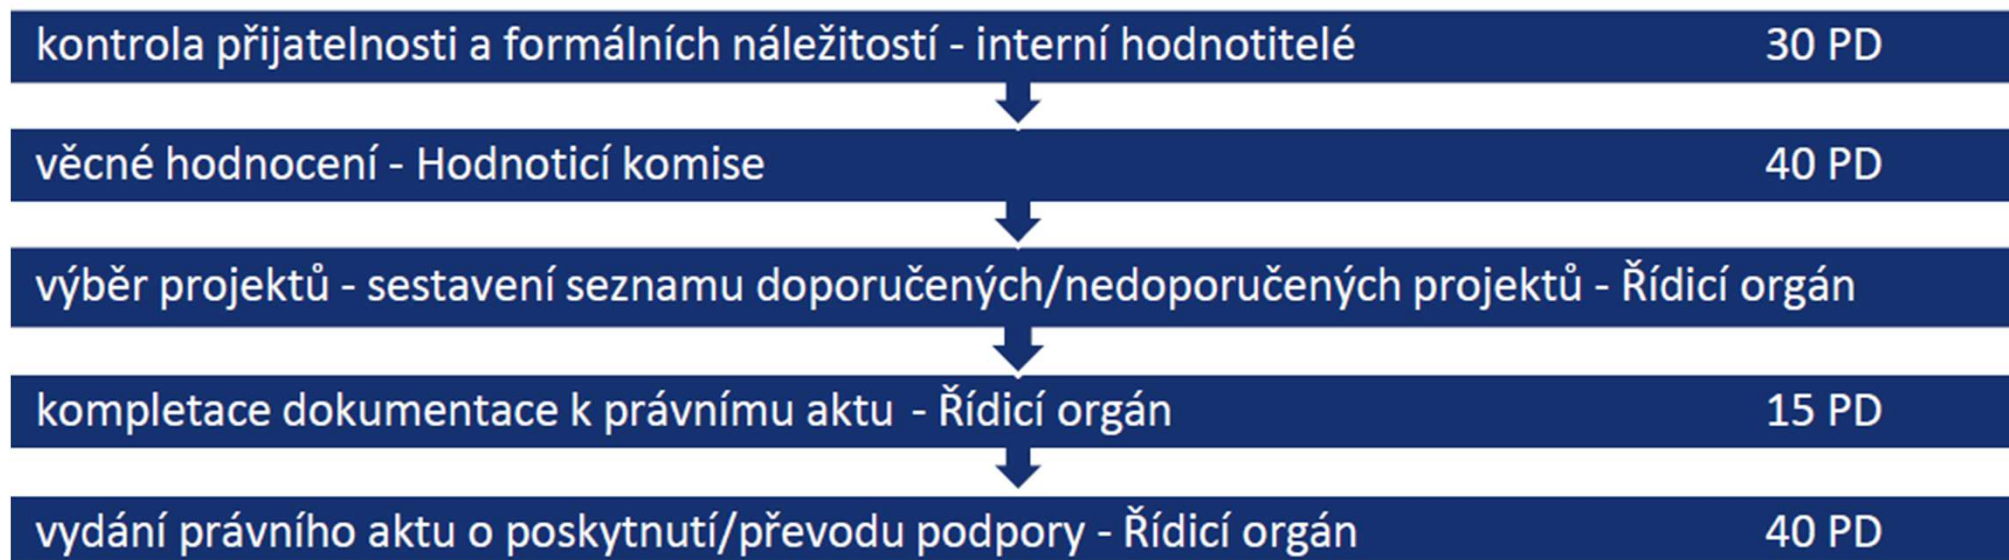 kontrola přijatelnosti a formálních náležitostí - interní hodnotitelé 30 PD
věcné hodnocení - Hodnoticí komise 40 PD
výběr projektů - sestavení seznamu doporučených/nedoporučených projektů - Řídicí orgán
kompletace dokumentace k právnímu aktu - Řídicí orgán 15 PD
vydání právního aktu o poskytnutí/převodu podpory - Řídicí orgán 40 PD